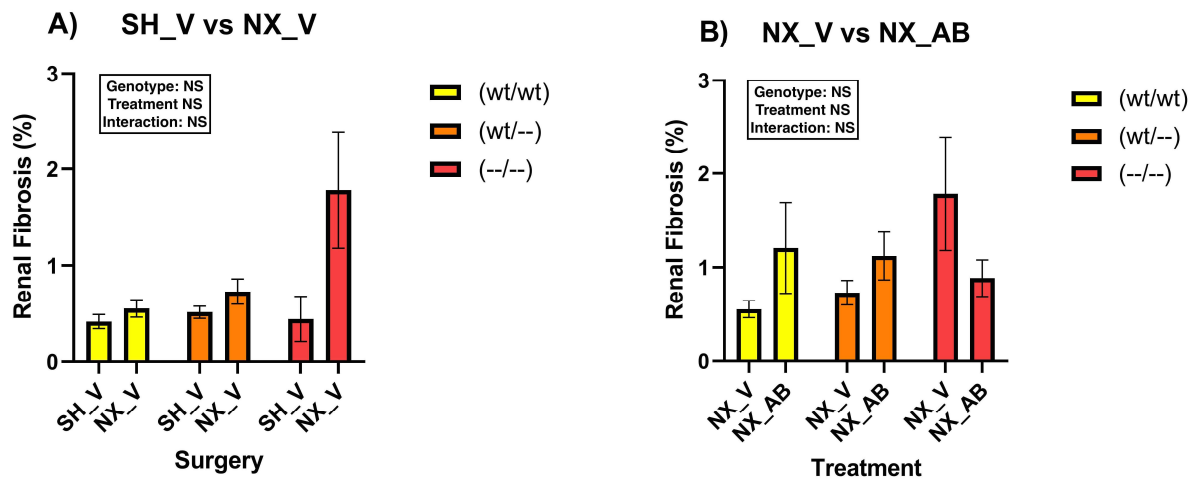 A) SH_V vs NX_V
Genotype: NS
Treatment NS
Interaction: NS
(wt/wt)
(wt/--)
(--/--)
Renal Fibrosis (%)
3
2
1
0
SH_V NX_V SH_V NX_V SH_V NX_V
Surgery
B) NX_V vs NX_AB
Genotype: NS
Treatment NS
Interaction: NS
(wt/wt)
(wt/--)
(--/--)
Renal Fibrosis (%)
3
2
1
0
NX_V NX_AB NX_V NX_AB NX_V NX_AB
Treatment